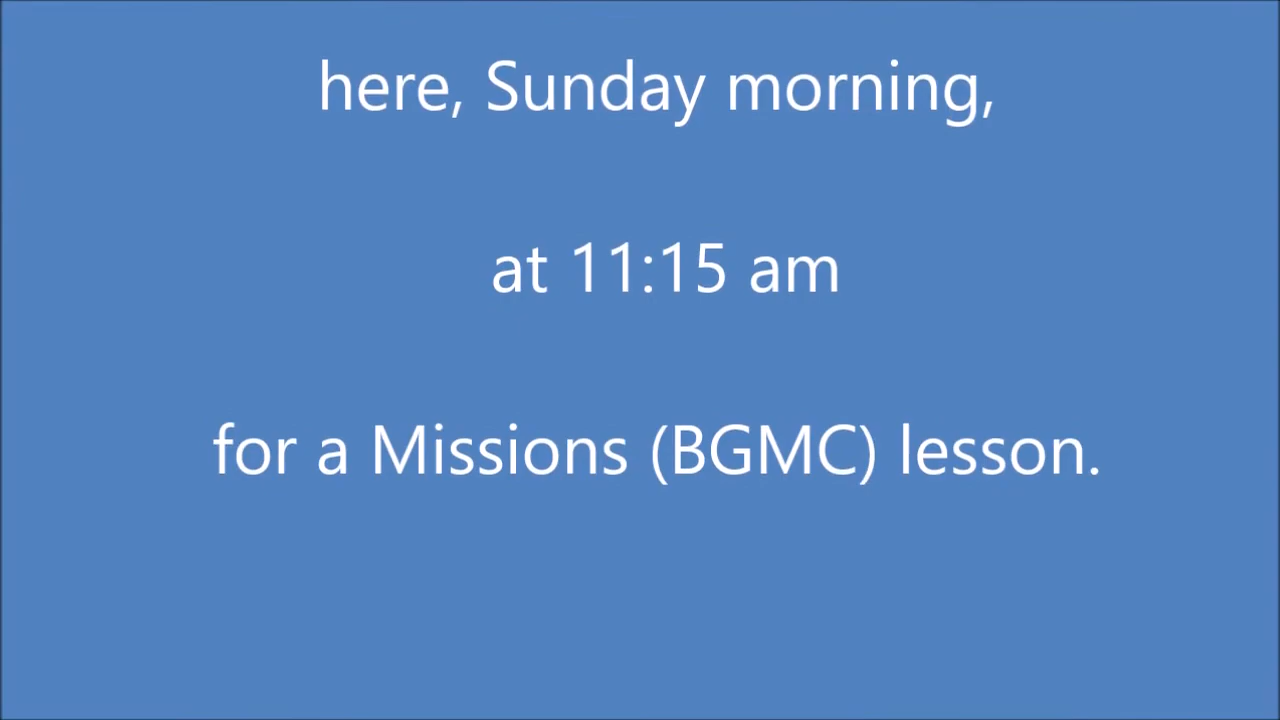 here, Sunday morning,
at 11:15 am
for a Missions (BGMC) lesson.